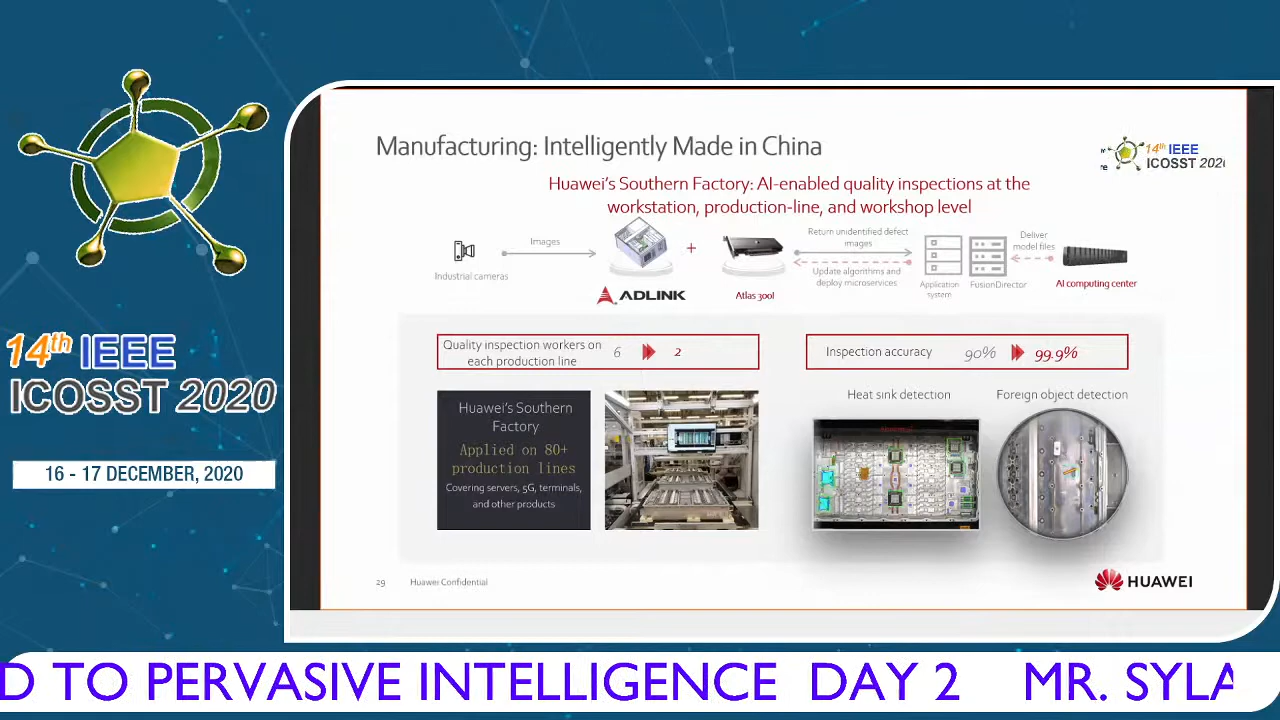 14th IEEE
ICOSST 2020
16 - 17 DECEMBER, 2020
Manufacturing: Intelligently Made in China
14th IEEE
ICOSST 202
Huawei's Southern Factory: AI-enabled quality inspections at the
workstation, production-line, and workshop level
Industrial cameras
Images
ADLINK
+
Atlas 300I
Return unidentified defect
images
Update algorithms and
deploy microservices
Application
system
FusionDirector
Deliver
model files
AI computing center
Quality inspection workers on
each production line
6 2
Inspection accuracy 90% 99.9%
Huawei's Southern
Factory
Applied on 80+
production lines
Covering servers, 5G, terminals,
and other products
Heat sink detection
Foreign object detection
29 Huawei Confidential
HUAWEI
D TO PERVASIVE INTELLIGENCE DAY 2 MR. SYLA